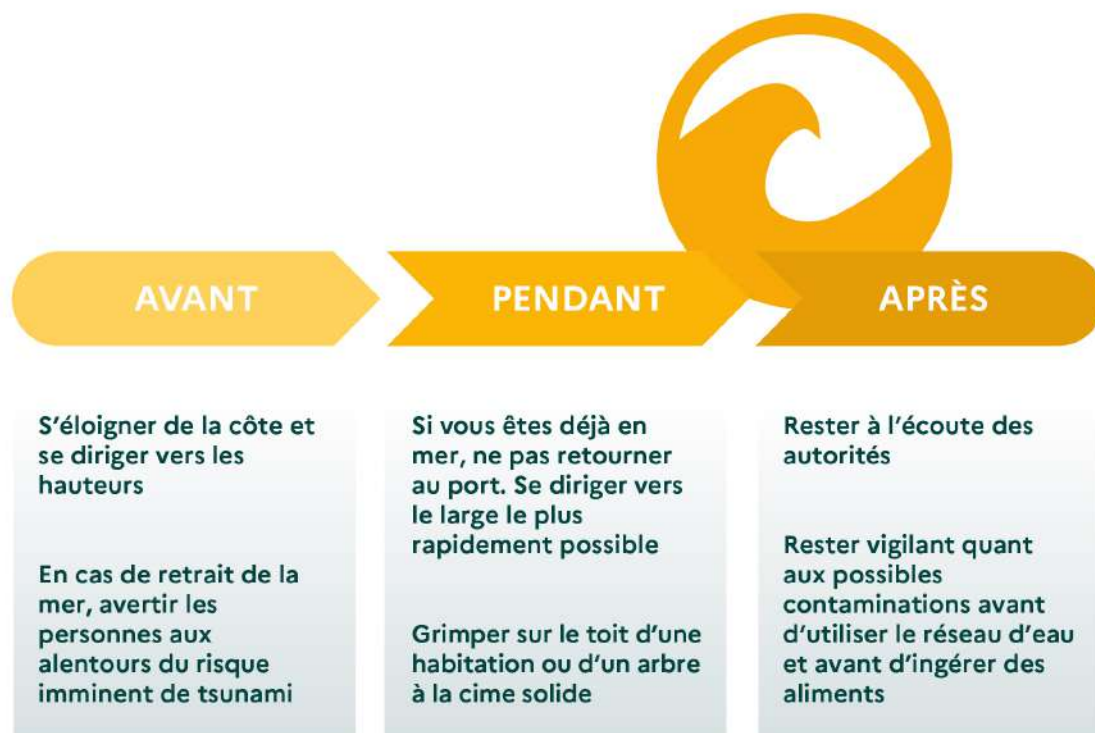 AVANT
PENDANT
APRÈS
S'éloigner de la côte et
se diriger vers les
hauteurs
En cas de retrait de la
mer, avertir les
personnes aux
alentours du risque
imminent de tsunami
Si vous êtes déjà en
mer, ne pas retourner
au port. Se diriger vers
le large le plus
rapidement possible
Grimper sur le toit d'une
habitation ou d'un arbre
à la cime solide
Rester à l'écoute des
autorités
Rester vigilant quant
aux possibles
contaminations avant
d'utiliser le réseau d'eau
et avant d'ingérer des
aliments